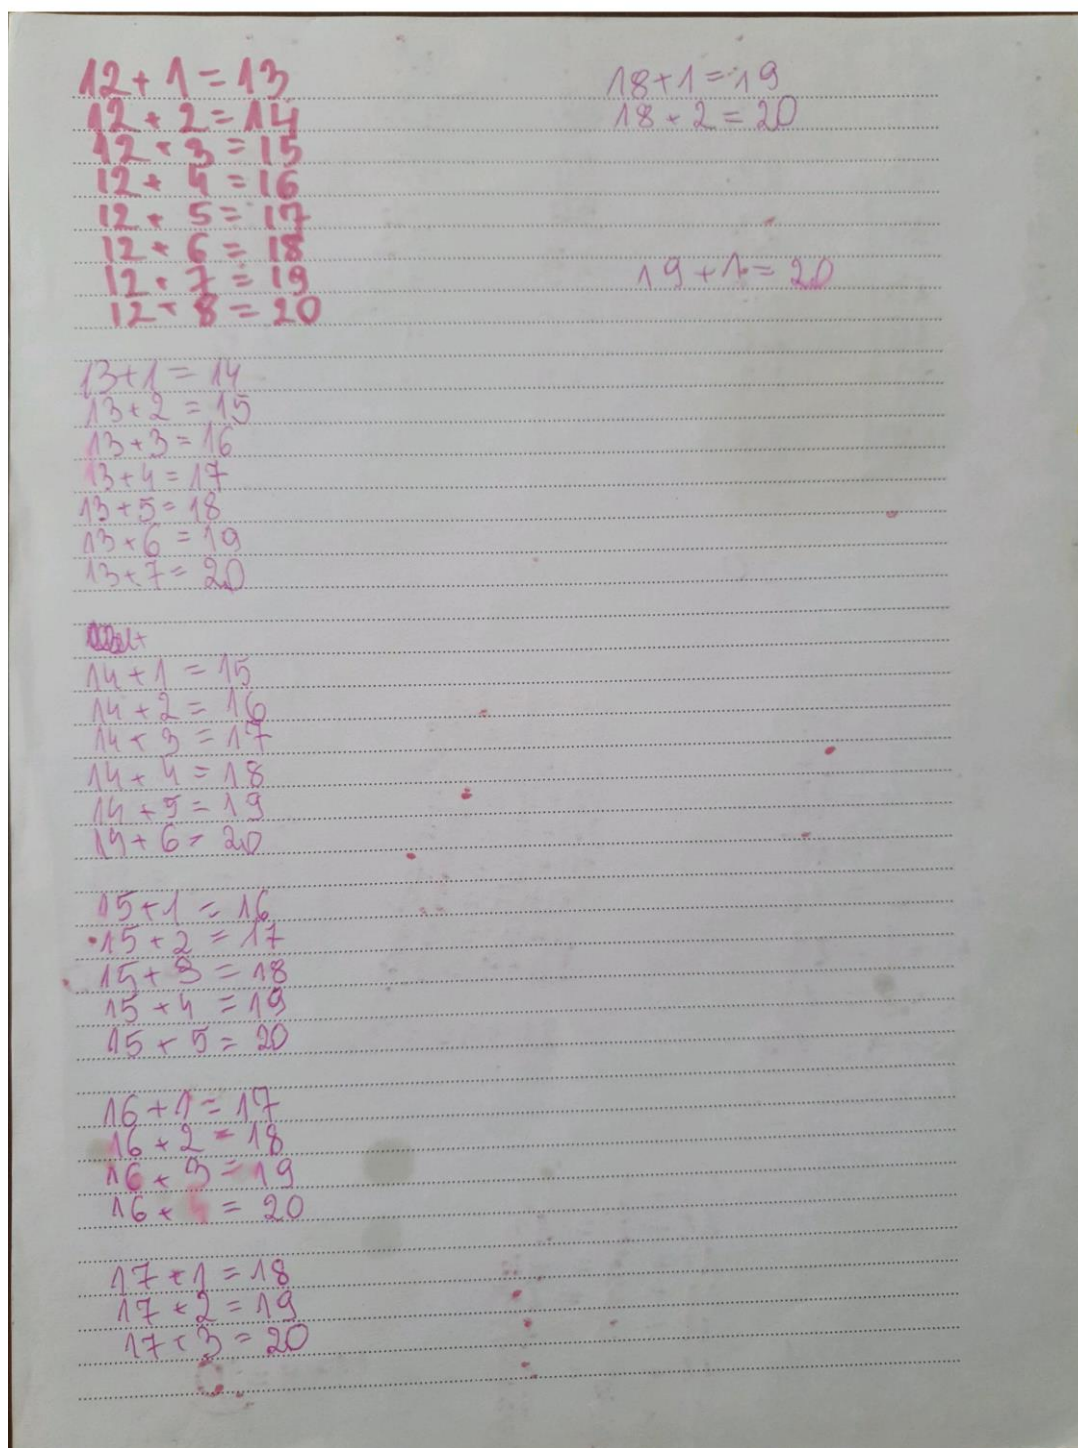 12 + 1 = 13
12 + 2 = 14
12 + 3 = 15
12 + 4 = 16
12 + 5 = 17
12 + 6 = 18
12 + 7 = 19
12 + 8 = 20
13 + 1 = 14
13 + 2 = 15
13 + 3 = 16
13 + 4 = 17
13 + 5 = 18
13 + 6 = 19
13 + 7 = 20
14 + 1 = 15
14 + 2 = 16
14 + 3 = 17
14 + 4 = 18
14 + 5 = 19
14 + 6 = 20
15 + 1 = 16
15 + 2 = 17
15 + 3 = 18
15 + 4 = 19
15 + 5 = 20
16 + 1 = 17
16 + 2 = 18
16 + 3 = 19
16 + 4 = 20
17 + 1 = 18
17 + 2 = 19
17 + 3 = 20
18 + 1 = 19
18 + 2 = 20
19 + 1 = 20